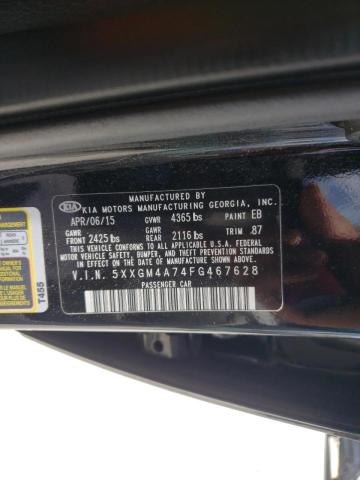 MANUFACTURED BY
KIA KIA MOTORS MANUFACTURING GEORGIA, INC.
APR/06/15 GVWR 4365 lbs PAINT EB
GAWR FRONT 2425 lbs GAWR REAR 2116 lbs TRIM .87
THIS VEHICLE CONFORMS TO ALL APPLICABLE U.S.A. FEDERAL
MOTOR VEHICLE SAFETY, BUMPER, AND THEFT PREVENTION
STANDARDS IN EFFECT ON THE DATE OF MANUFACTURE SHOWN ABOVE.
V.I.N. 5XXGM4A74FG467628
PASSENGER CAR
T455